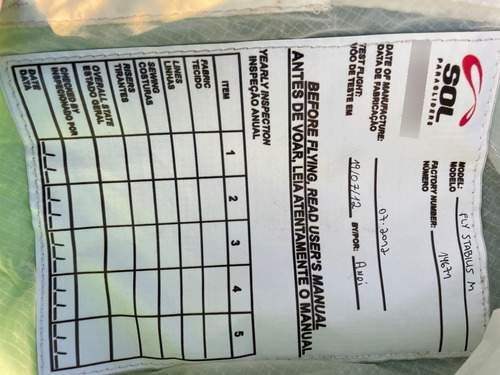 SOL
PARAGLIDERS
MODEL:
MODELO PLY STABILUS M
FACTORY NUMBER:
NÚMERO 14671
DATE OF MANUFACTURE:
DATA DE FABRICAÇÃO 07.2012
TEST FLIGHT:
VÔO DE TESTE EM 19/07/12 BY/POR: ANDI
BEFORE FLYING, READ USER'S MANUAL
ANTES DE VOAR, LEIA ATENTAMENTE O MANUAL
YEARLY INSPECTION
INSPEÇÃO ANUAL
ITEM 1 2 3 4 5
FABRIC
TECIDO
LINES
LINHAS
SEWING
COSTURAS
RISERS
TIRANTES
OVERALL STATE
ESTADO GERAL
CHECKED BY
INSPECIONADO POR
DATE
DATA / / / / / / / / / /